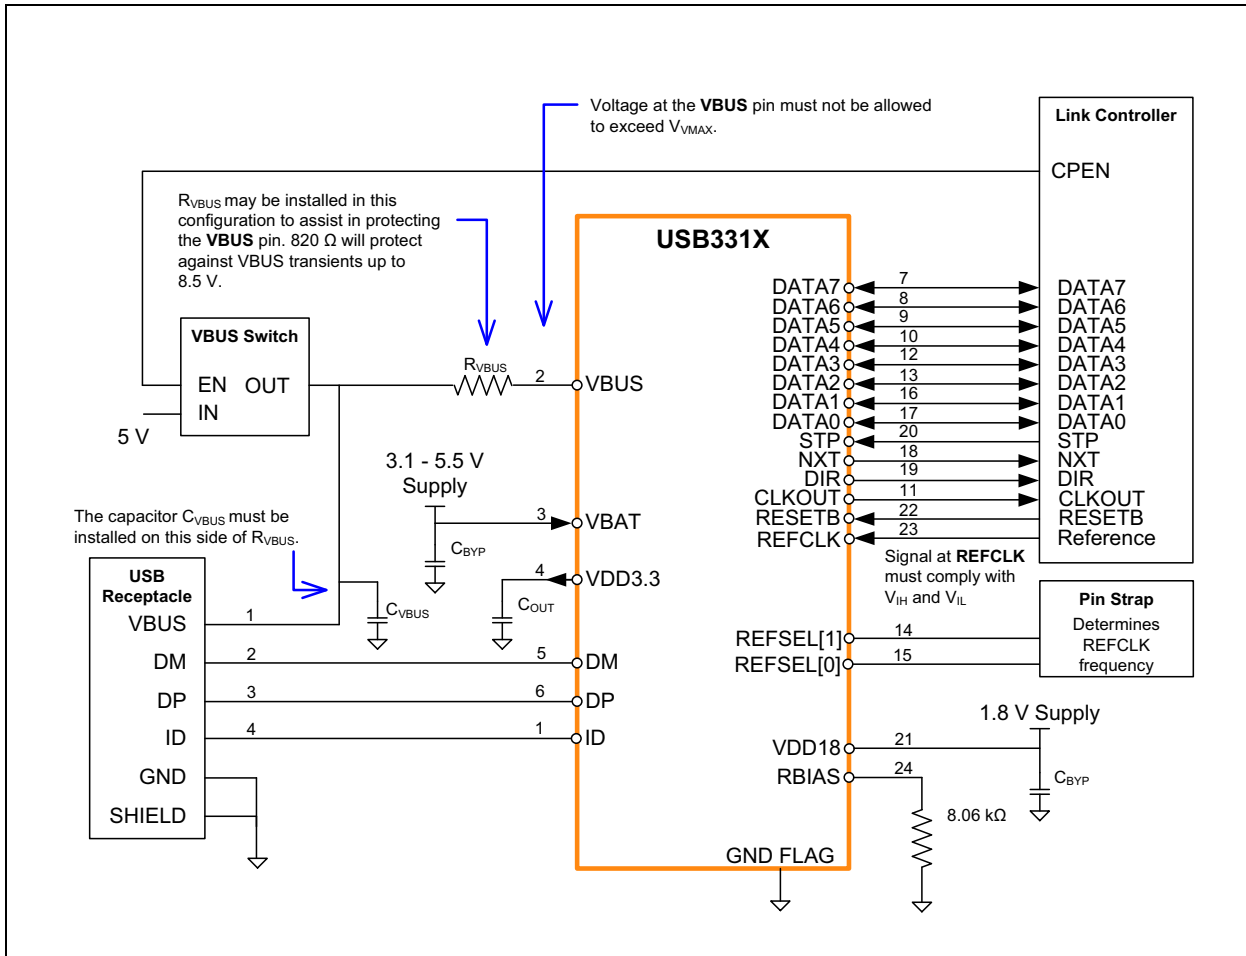 Voltage at the VBUS pin must not be allowed
to exceed VVMAX.
Link Controller
CPEN
RVBUS may be installed in this
configuration to assist in protecting
the VBUS pin. 820 Ω will protect
against VBUS transients up to
8.5 V.
USB331X
DATA7 7 DATA7
DATA6 8 DATA6
DATA5 9 DATA5
DATA4 10 DATA4
DATA3 12 DATA3
DATA2 13 DATA2
DATA1 16 DATA1
DATA0 17 DATA0
STP 20 STP
NXT 18 NXT
DIR 19 DIR
CLKOUT 11 CLKOUT
RESETB 22 RESETB
REFCLK 23 Reference
VBUS Switch
EN OUT
IN
5 V
RVBUS
2 VBUS
3.1 - 5.5 V
Supply
3 VBAT
CBYP
4 VDD3.3
COUT
The capacitor CVBUS must be
installed on this side of RVBUS.
CVBUS
USB
Receptacle
VBUS 1
DM 2 5 DM
DP 3 6 DP
ID 4 1 ID
GND
SHIELD
Signal at REFCLK
must comply with
VIH and VIL
Pin Strap
Determines
REFCLK
frequency
REFSEL[1] 14
REFSEL[0] 15
1.8 V Supply
VDD18 21
RBIAS 24
CBYP
8.06 kΩ
GND FLAG